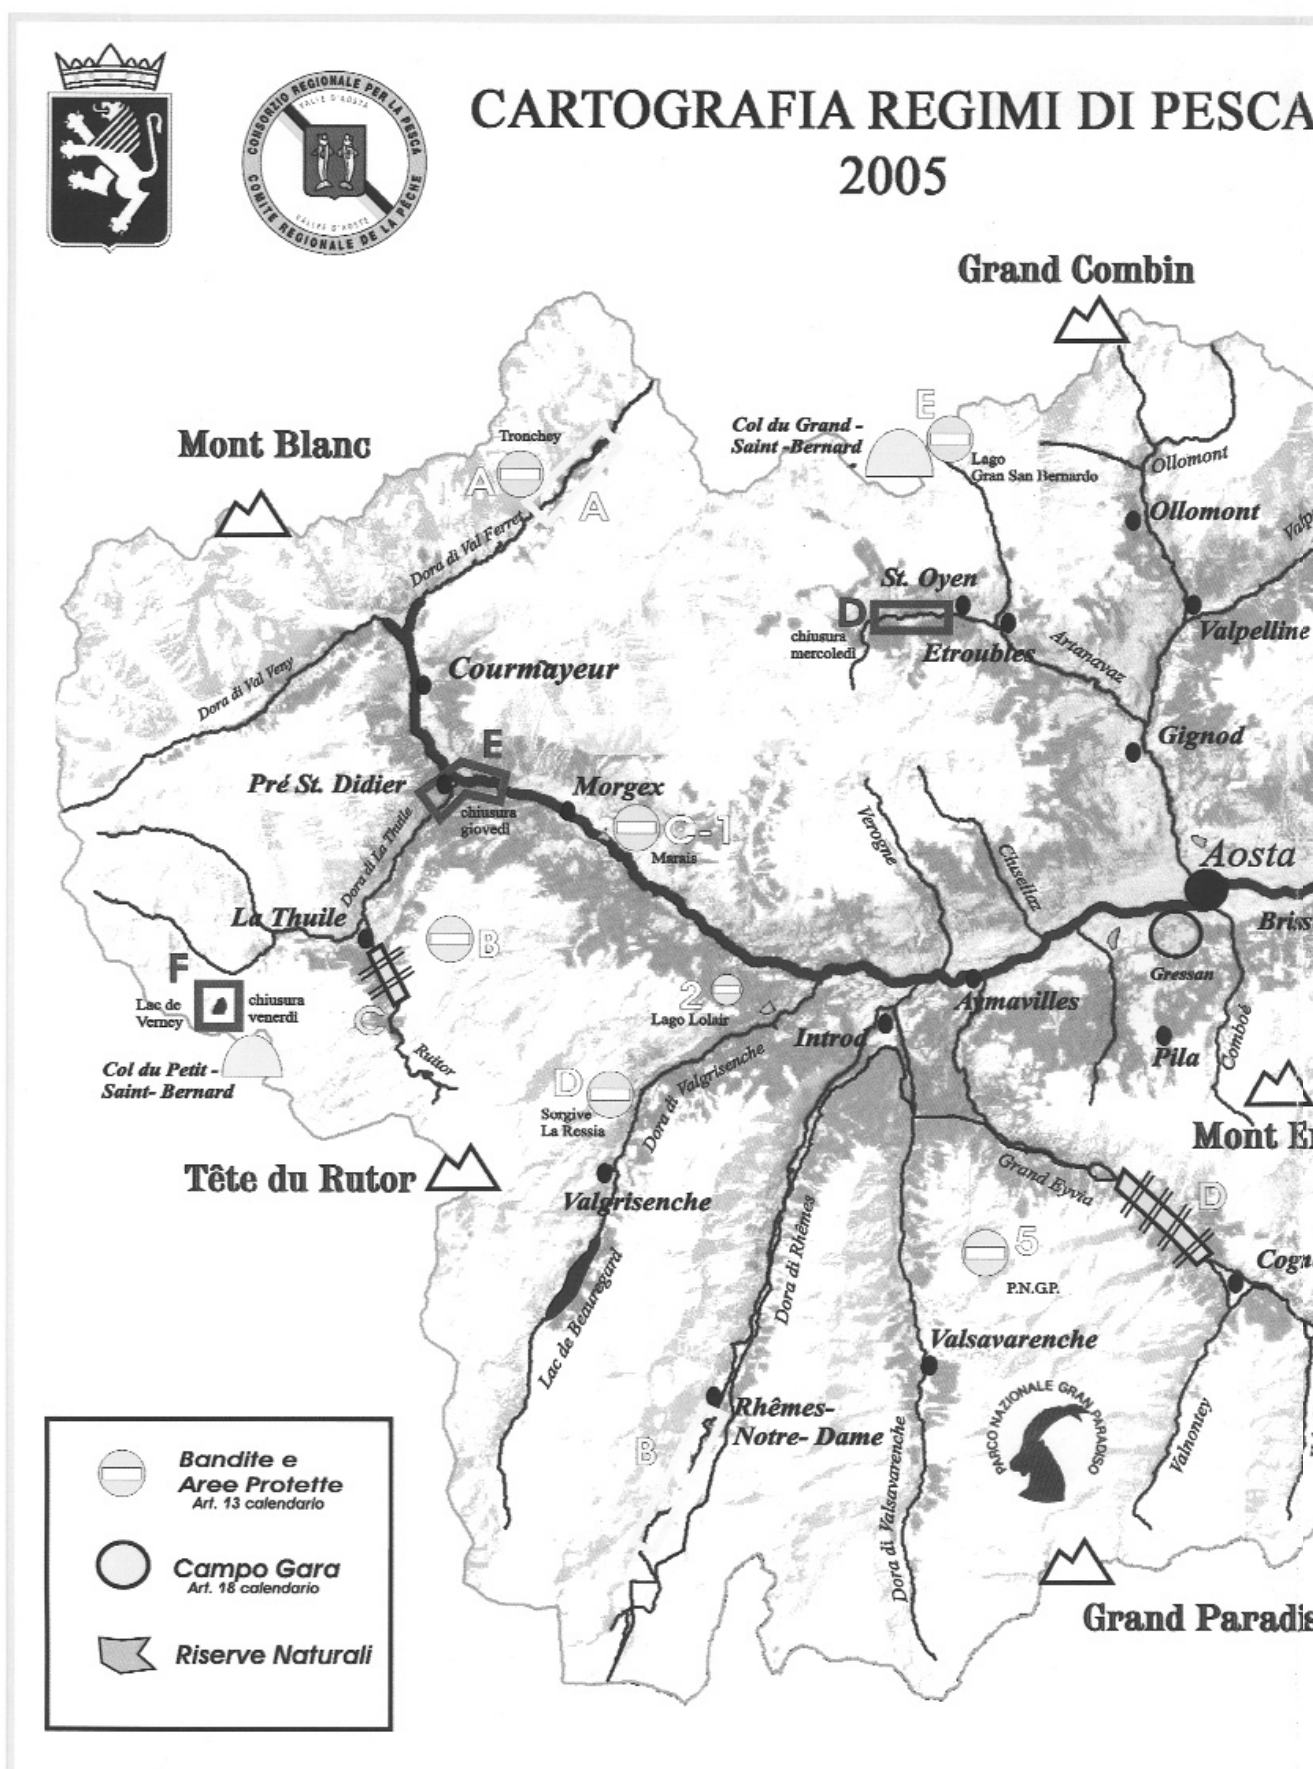 CONSORZIO REGIONALE PER LA PESCA
VALLE D'AOSTA
VALLÉE D'AOSTE
COMITE REGIONALE DE LA PÊCHE
CARTOGRAFIA REGIMI DI PESCA
2005
Grand Combin
Mont Blanc
Tronchey
A
A
Dora di Val Ferret
Col du Grand -
Saint -Bernard
E
Lago
Gran San Bernardo
Ollomont
Ollomont
St. Oyen
D
chiusura
mercoledì
Etroubles
Artanavaz
Valpelline
Dora di Val Veny
Courmayeur
Gignod
E
Pré St. Didier
chiusura
giovedì
Morgex
C-1
Marais
Verogne
Clusellaz
Aosta
Dora di La Thuile
La Thuile
B
Briss
Gressan
F
Lac de
Verney
chiusura
venerdì
C
Ruitor
2
Lago Lolair
Aymavilles
Introd
Pila
Comboé
Col du Petit -
Saint- Bernard
D
Sorgive
La Ressia
Dora di Valgrisenche
Tête du Rutor
Valgrisenche
Grand Eyvia
D
5
P.N.G.P.
Dora di Rhêmes
Lac de Beauregard
Valsavarenche
PARCO NAZIONALE GRAN PARADISO
Rhêmes-
Notre- Dame
B
Valnontey
Dora di Valsavarenche
Bandite e
Aree Protette
Art. 13 calendario
Campo Gara
Art. 18 calendario
Riserve Naturali